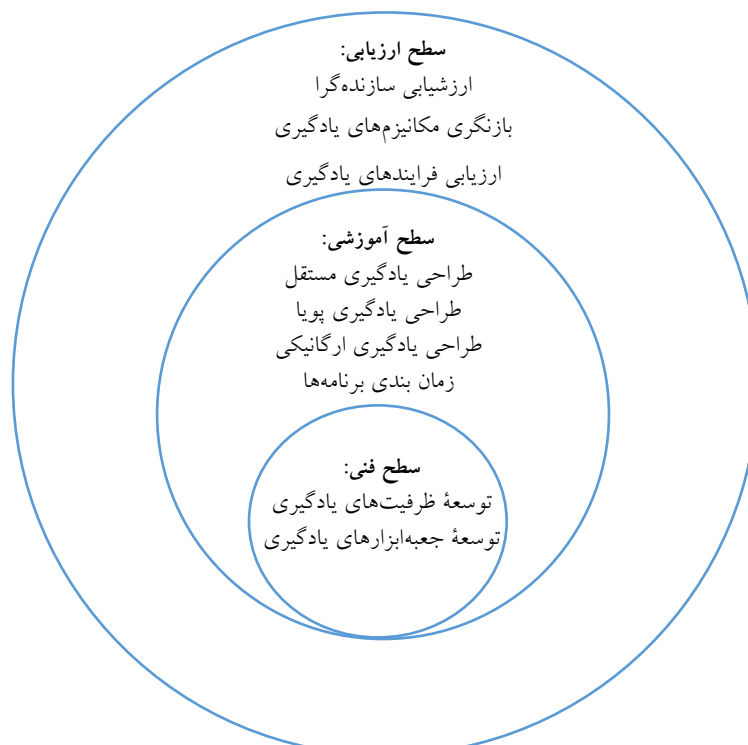 سطح ارزیابی:
ارزشیابی سازنده‌گرا
بازنگری مکانیزم‌های یادگیری
ارزیابی فرایندهای یادگیری
سطح آموزشی:
طراحی یادگیری مستقل
طراحی یادگیری پویا
طراحی یادگیری ارگانیکی
زمان بندی برنامه‌ها
سطح فنی:
توسعهٔ ظرفیت‌های یادگیری
توسعهٔ جعبه‌ابزارهای یادگیری